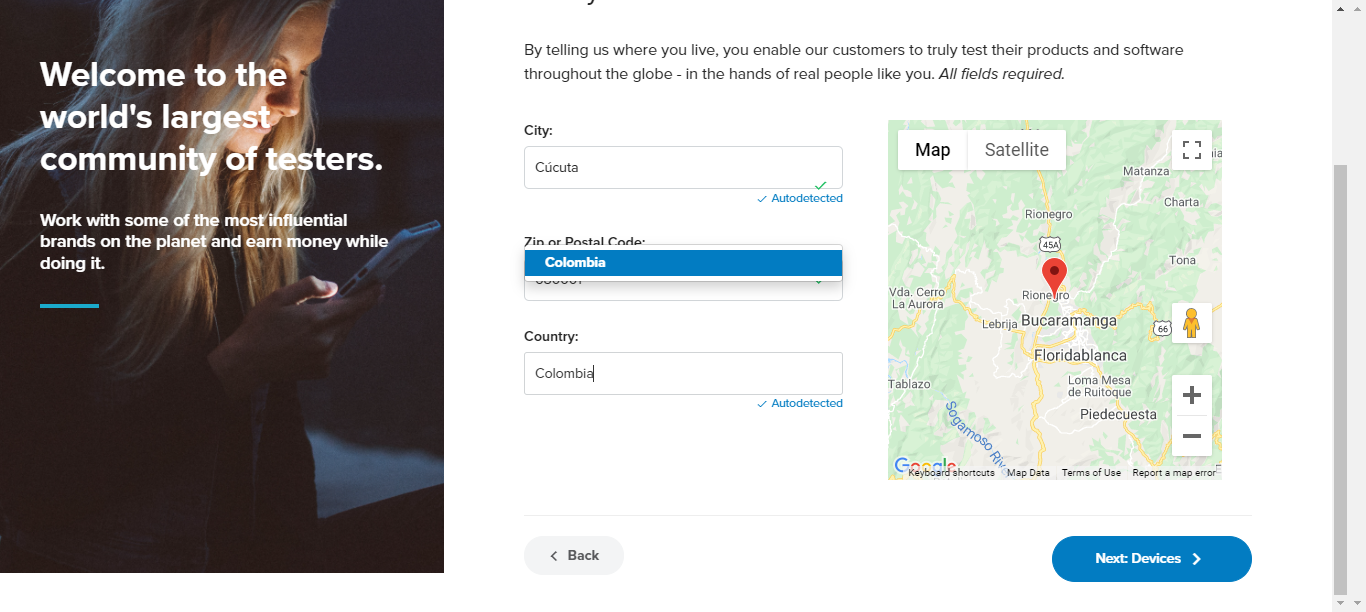 Welcome to the
world's largest
community of testers.
Work with some of the most influential
brands on the planet and earn money while
doing it.
By telling us where you live, you enable our customers to truly test their products and software
throughout the globe - in the hands of real people like you. All fields required.
City:
Cúcuta
Autodetected
Zip or Postal Code:
Colombia
Country:
Colombia
Autodetected
Map
Satellite
Matanza
Charta
Rionegro
45A
Tona
Vda. Cerro
La Aurora
Rionegro
Lebrija
Bucaramanga
66
Floridablanca
Tablazo
Loma Mesa
de Ruitoque
Piedecuesta
Sogamoso
Google
Keyboard shortcuts
Map Data
Terms of Use
Report a map error
Back
Next: Devices